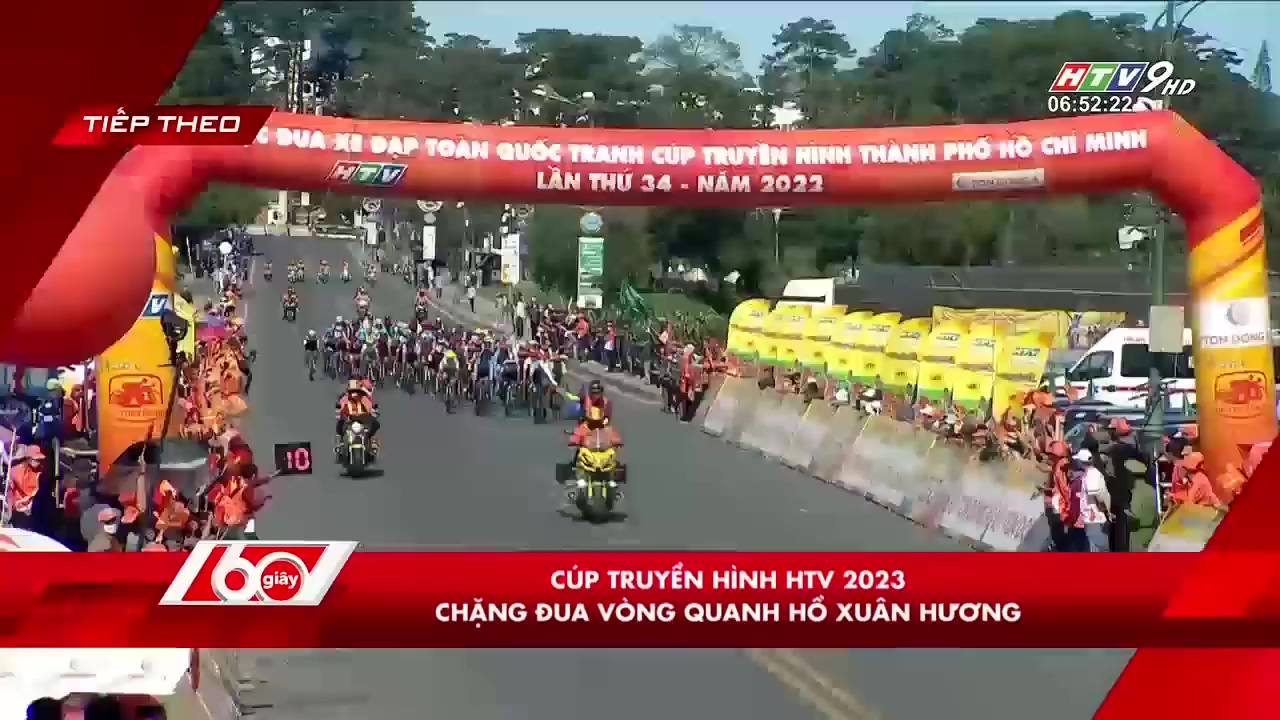 HTV9 HD
06:52:22
TIẾP THEO
C ĐUA XE ĐẠP TOÀN QUỐC TRANH CÚP TRUYỀN HÌNH THÀNH PHỐ HỒ CHÍ MINH
HTV
LẦN THỨ 34 - NĂM 2022
TÔN ĐÔNG Á
10
60 giây
CÚP TRUYỀN HÌNH HTV 2023
CHẶNG ĐUA VÒNG QUANH HỒ XUÂN HƯƠNG